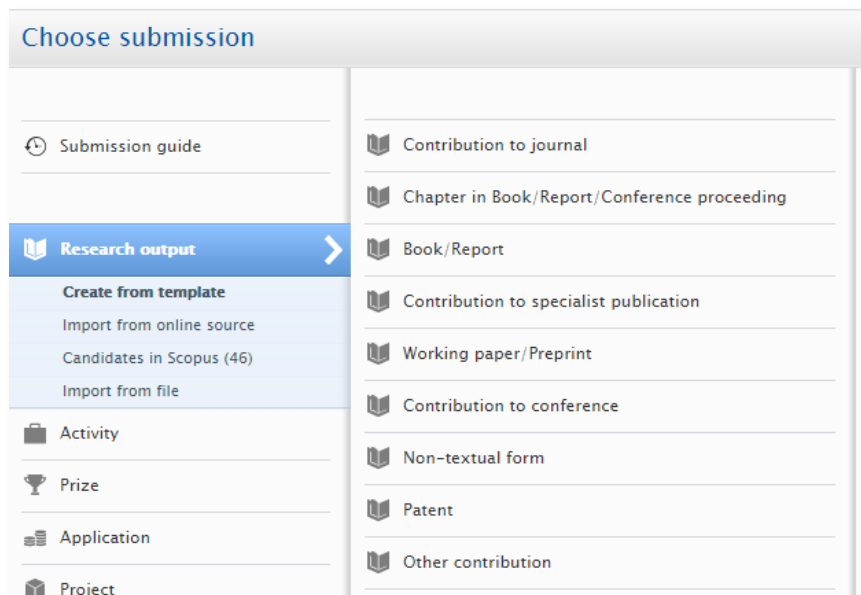 Choose submission
Submission guide
Research output
Create from template
Import from online source
Candidates in Scopus (46)
Import from file
Activity
Prize
Application
Project
Contribution to journal
Chapter in Book/Report/Conference proceeding
Book/Report
Contribution to specialist publication
Working paper/Preprint
Contribution to conference
Non-textual form
Patent
Other contribution